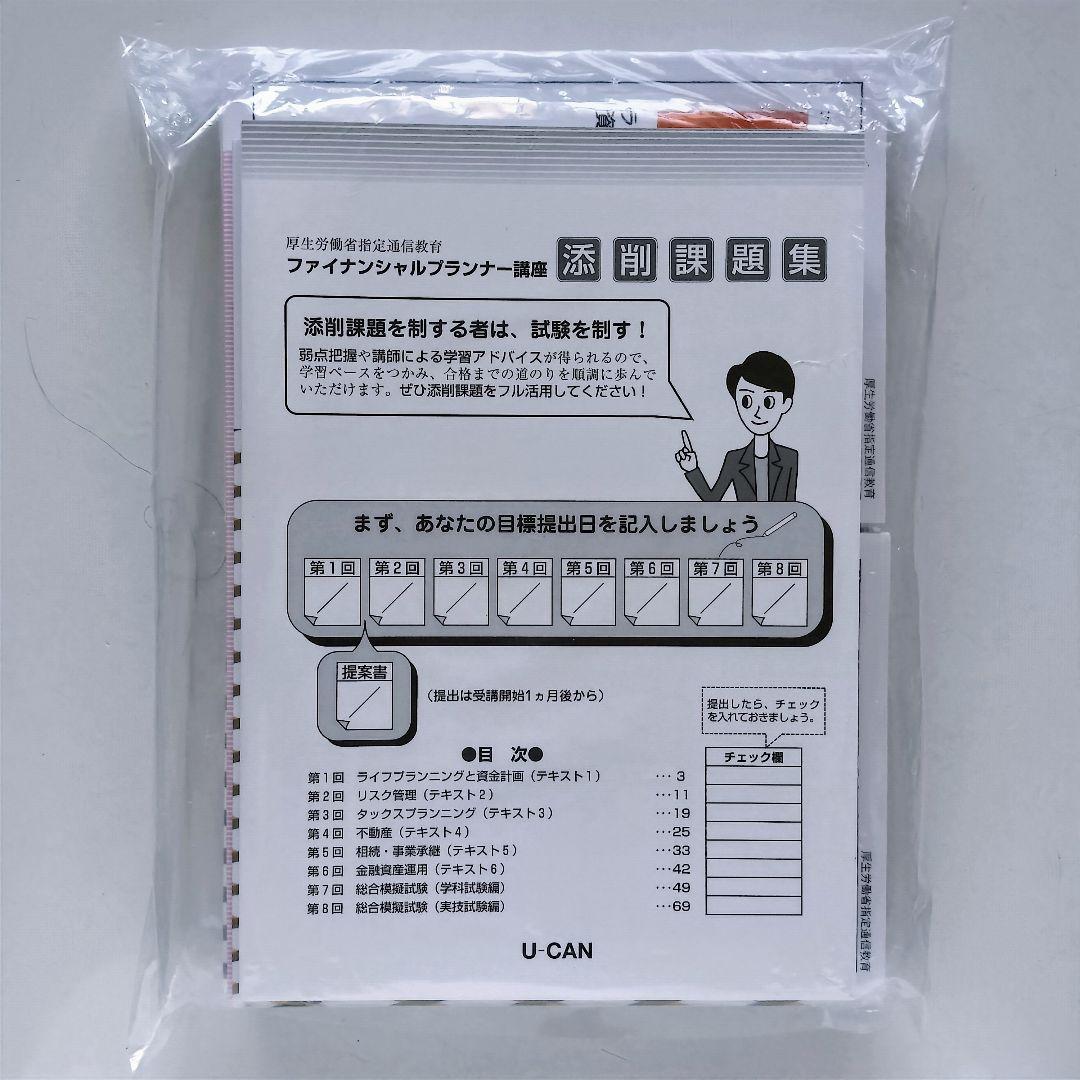 ラ資
厚生労働省指定通信教育
ファイナンシャルプランナー講座 添削課題集
添削課題を制する者は、試験を制す！
弱点把握や講師による学習アドバイスが得られるので、
学習ペースをつかみ、合格までの道のりを順調に歩んで
いただけます。ぜひ添削課題をフル活用してください！
厚生労働省指定通信教育
まず、あなたの目標提出日を記入しましょう
第1回 第2回 第3回 第4回 第5回 第6回 第7回 第8回
提案書
（提出は受講開始1ヵ月後から）
提出したら、チェック
を入れておきましょう。
チェック欄
●目 次●
第1回 ライフプランニングと資金計画（テキスト1） …3
第2回 リスク管理（テキスト2） …11
第3回 タックスプランニング（テキスト3） …19
第4回 不動産（テキスト4） …25
第5回 相続・事業承継（テキスト5） …33
第6回 金融資産運用（テキスト6） …42
第7回 総合模擬試験（学科試験編） …49
第8回 総合模擬試験（実技試験編） …69
厚生労働省指定通信教育
U-CAN